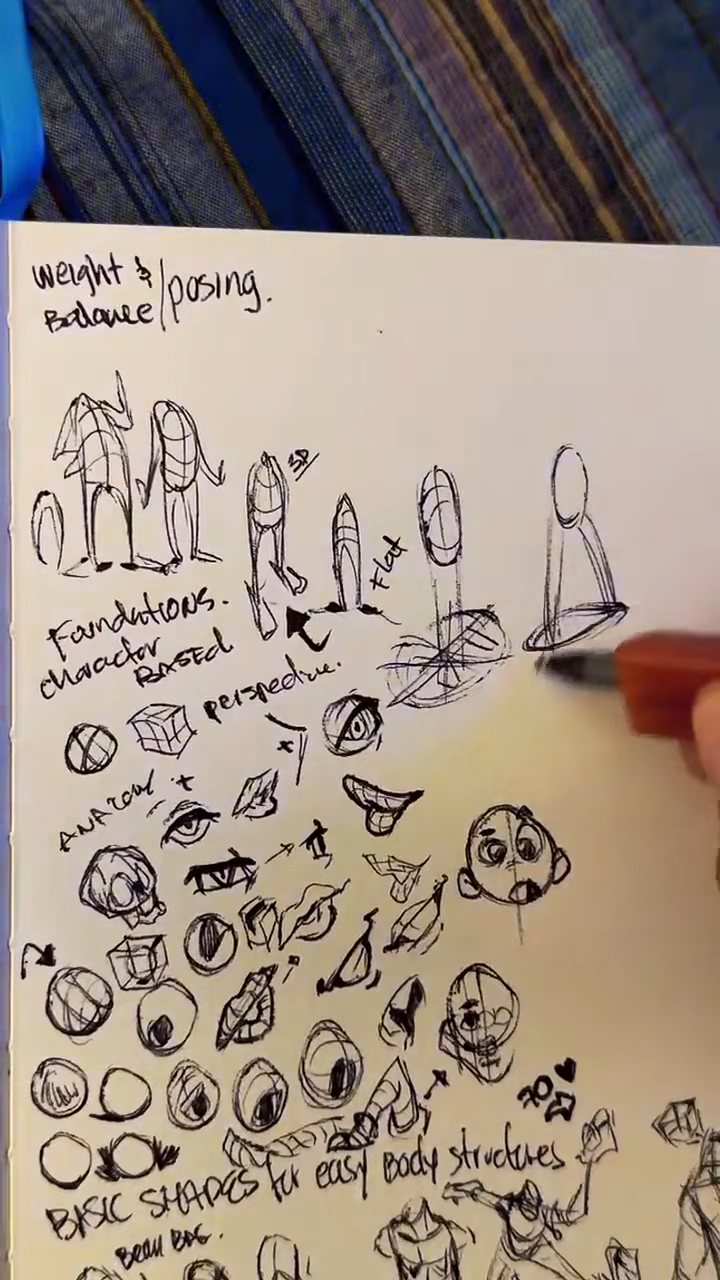 weight &
Balance/posing.
3D
Flat
Foundations.
character
BASED
perspective.
ANATOMY
BASIC SHAPES for easy Body structures
Bean BAG.